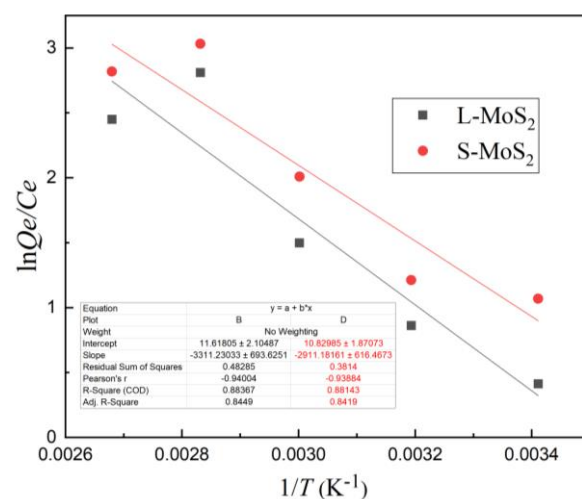 3
2
1
0
lnQe/Ce
L-MoS₂
S-MoS₂
Equation y = a + b*x
Plot B D
Weight No Weighting
Intercept 11.61805 ± 2.10487 10.82985 ± 1.87073
Slope -3311.23033 ± 693.6251 -2911.18161 ± 616.4673
Residual Sum of Squares 0.48285 0.3814
Pearson's r -0.94004 -0.93884
R-Square (COD) 0.88367 0.88143
Adj. R-Square 0.8449 0.8419
0.0026 0.0028 0.0030 0.0032 0.0034
1/T (K⁻¹)